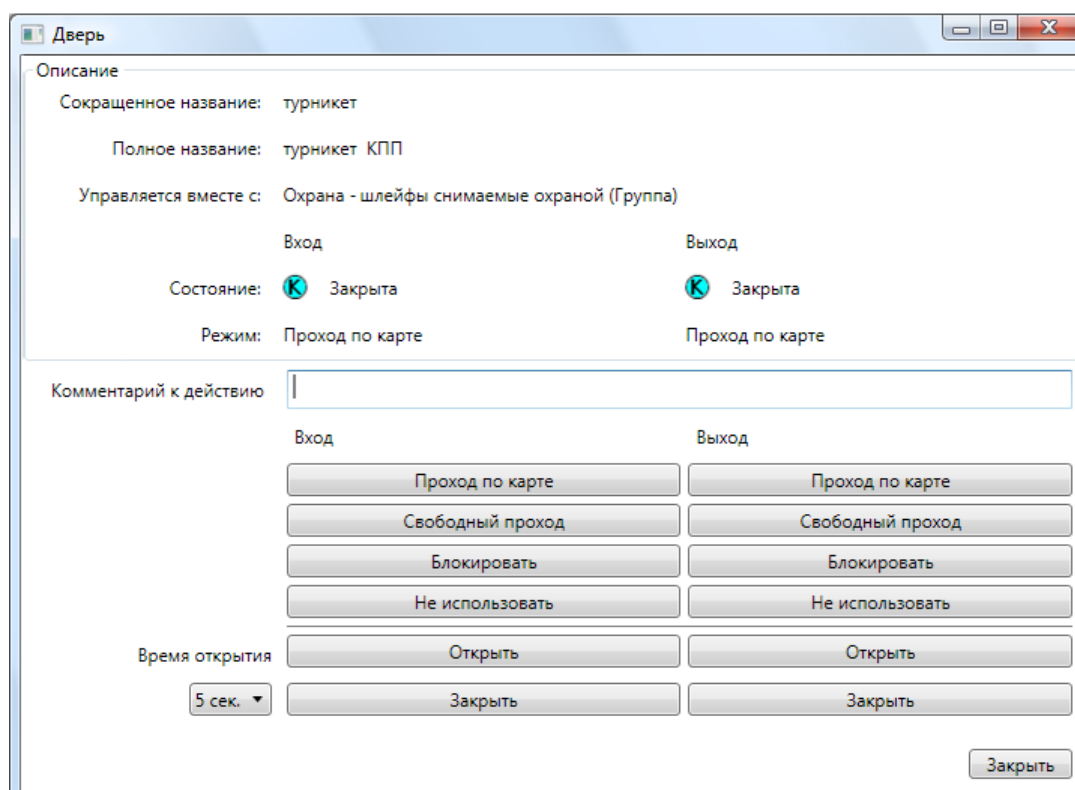 Дверь
Описание
Сокращенное название: турникет
Полное название: турникет КПП
Управляется вместе с: Охрана - шлейфы снимаемые охраной (Группа)
Вход Выход
Состояние: K Закрыта K Закрыта
Режим: Проход по карте Проход по карте
Комментарий к действию
Вход Выход
Проход по карте Проход по карте
Свободный проход Свободный проход
Блокировать Блокировать
Не использовать Не использовать
Время открытия Открыть Открыть
5 сек. Закрыть Закрыть
Закрыть